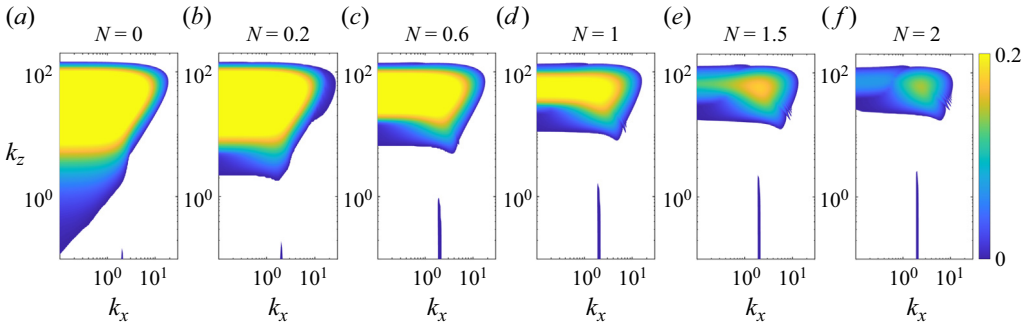 (a) (b) (c) (d) (e) (f)
N = 0 N = 0.2 N = 0.6 N = 1 N = 1.5 N = 2
10² 10² 10² 10² 10² 10² 0.2
k_z
10⁰ 10⁰ 10⁰ 10⁰ 10⁰ 10⁰
0
10⁰ 10¹ 10⁰ 10¹ 10⁰ 10¹ 10⁰ 10¹ 10⁰ 10¹ 10⁰ 10¹
k_x k_x k_x k_x k_x k_x